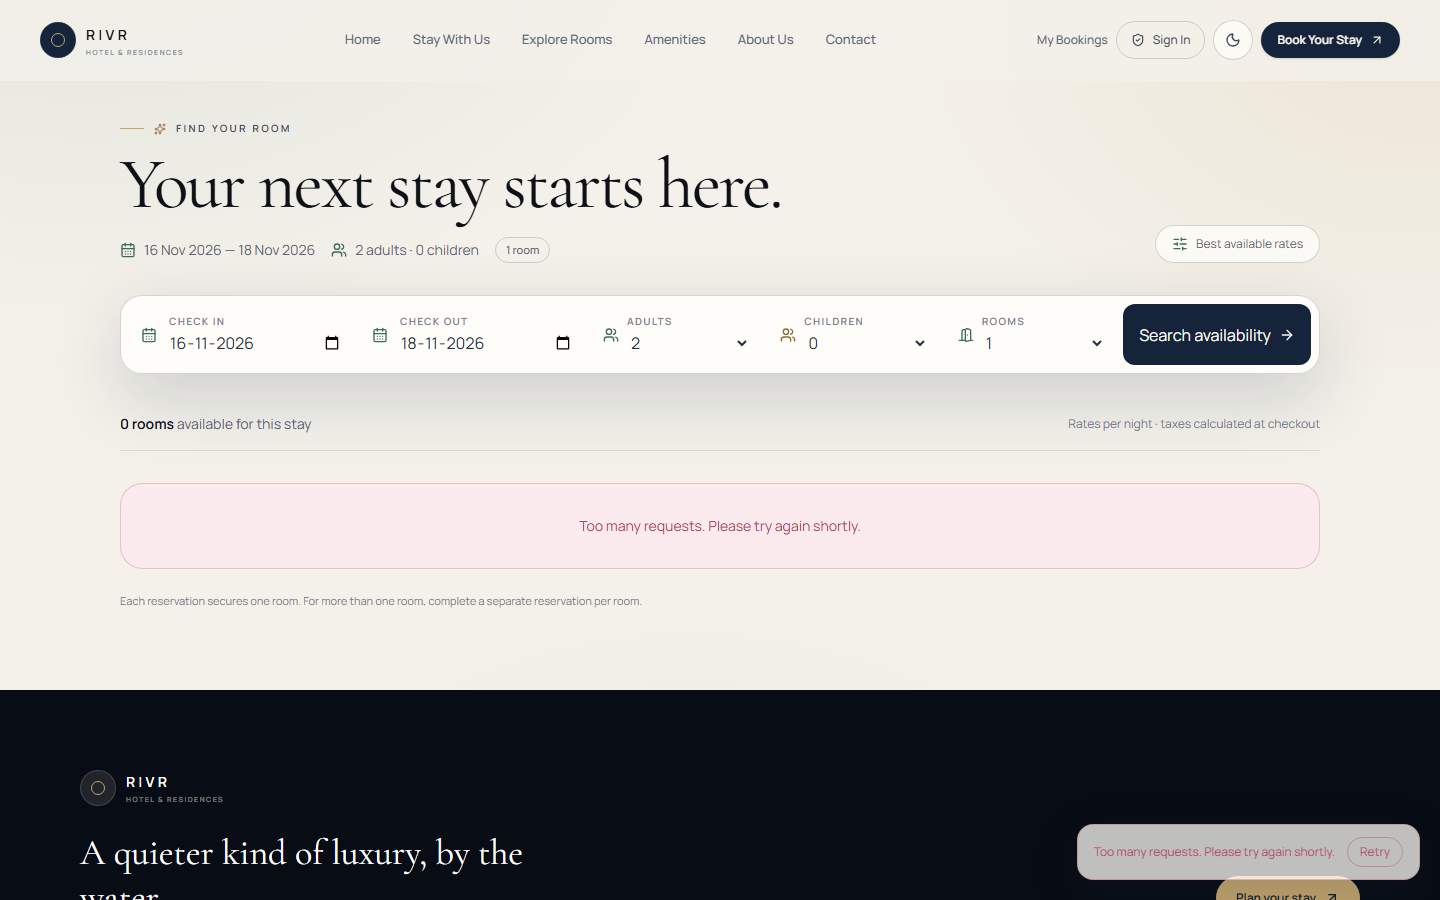 RIVR
HOTEL & RESIDENCES
Home
Stay With Us
Explore Rooms
Amenities
About Us
Contact
My Bookings
Sign In
Book Your Stay
FIND YOUR ROOM
Your next stay starts here.
16 Nov 2026 — 18 Nov 2026
2 adults · 0 children
1 room
Best available rates
CHECK IN
16-11-2026
CHECK OUT
18-11-2026
ADULTS
2
CHILDREN
0
ROOMS
1
Search availability
0 rooms available for this stay
Rates per night · taxes calculated at checkout
Too many requests. Please try again shortly.
Each reservation secures one room. For more than one room, complete a separate reservation per room.
RIVR
HOTEL & RESIDENCES
A quieter kind of luxury, by the
water.
Too many requests. Please try again shortly.
Retry
Plan your stay